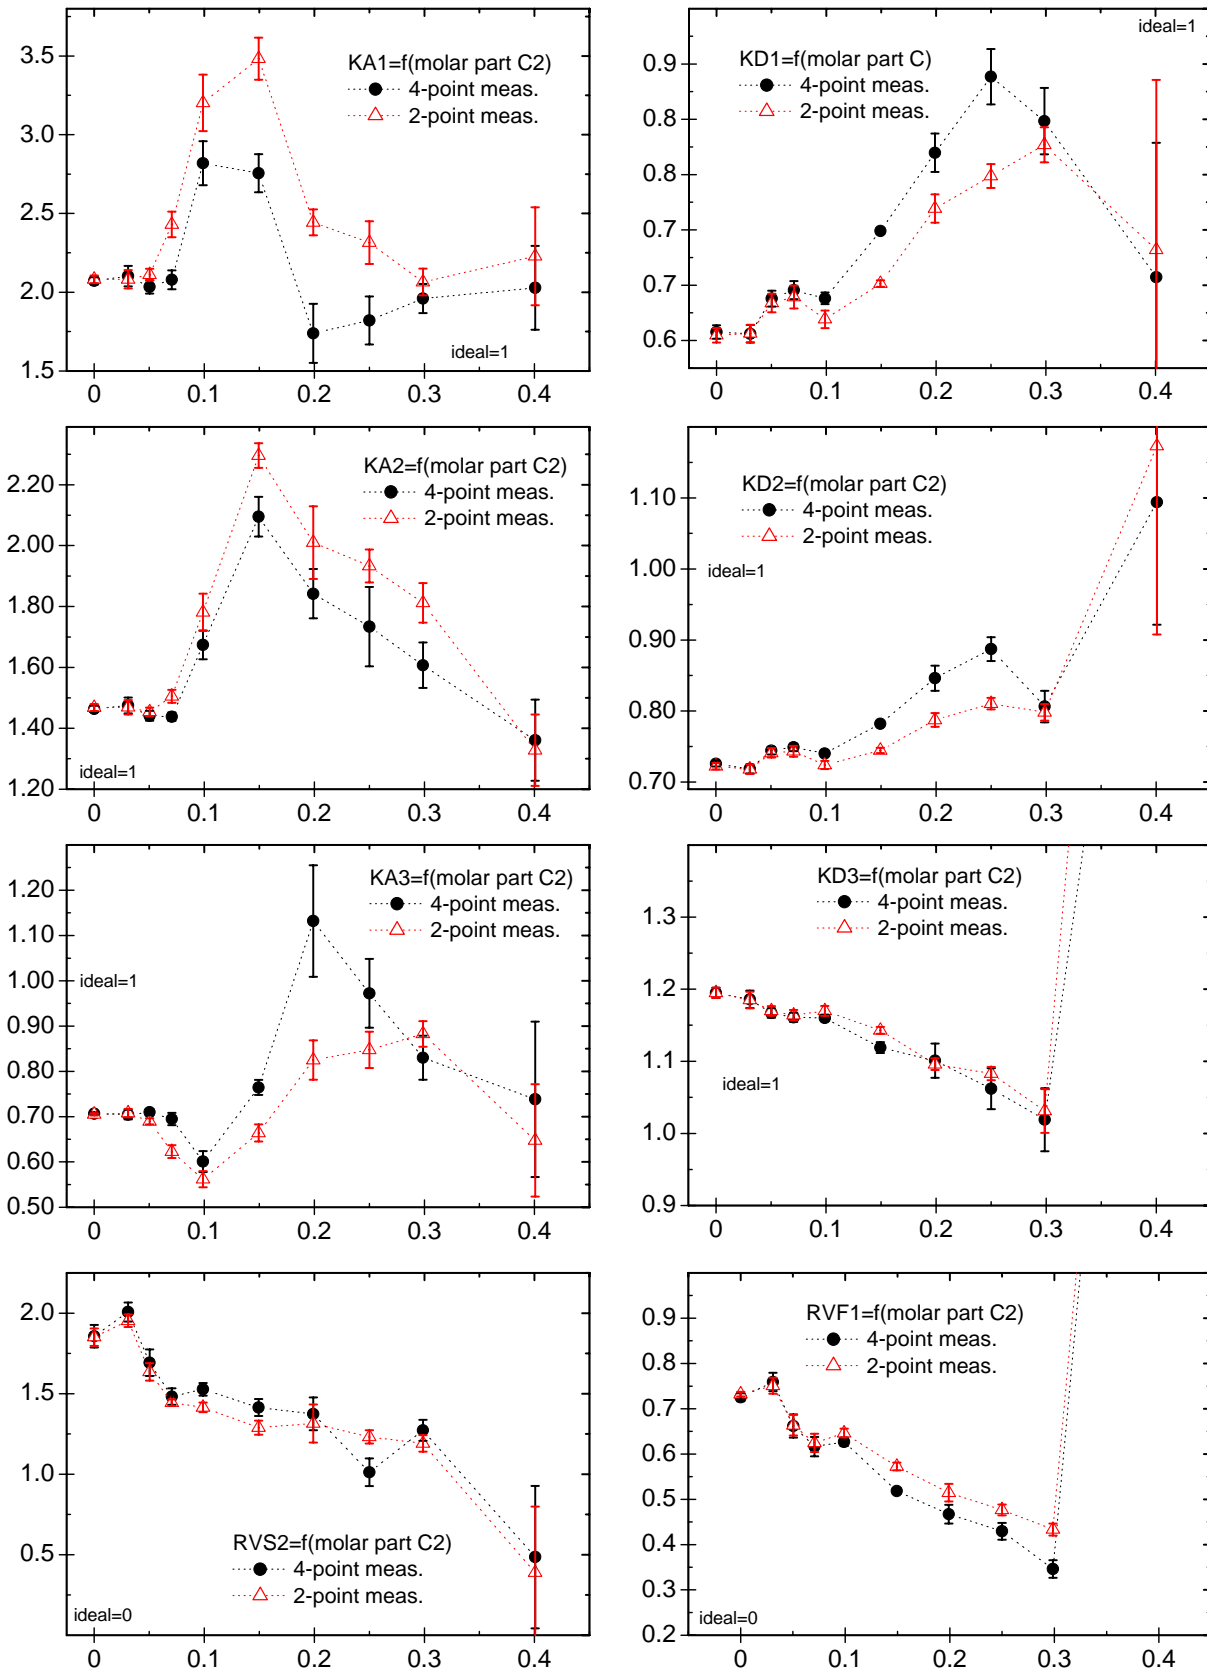 KA1=f(molar part C2)
4-point meas.
2-point meas.
ideal=1
3.5
3.0
2.5
2.0
1.5
0 0.1 0.2 0.3 0.4
ideal=1
KD1=f(molar part C)
4-point meas.
2-point meas.
0.9
0.8
0.8
0.7
0.7
0.6
0 0.1 0.2 0.3 0.4
KA2=f(molar part C2)
4-point meas.
2-point meas.
ideal=1
2.20
2.00
1.80
1.60
1.40
1.20
0 0.1 0.2 0.3 0.4
KD2=f(molar part C2)
4-point meas.
2-point meas.
ideal=1
1.10
1.00
0.90
0.80
0.70
0 0.1 0.2 0.3 0.4
KA3=f(molar part C2)
4-point meas.
2-point meas.
ideal=1
1.20
1.10
1.00
0.90
0.80
0.70
0.60
0.50
0 0.1 0.2 0.3 0.4
KD3=f(molar part C2)
4-point meas.
2-point meas.
ideal=1
1.3
1.2
1.1
1.0
0.9
0 0.1 0.2 0.3 0.4
2.0
1.5
1.0
0.5
RVS2=f(molar part C2)
4-point meas.
2-point meas.
ideal=0
0 0.1 0.2 0.3 0.4
RVF1=f(molar part C2)
4-point meas.
2-point meas.
ideal=0
0.9
0.8
0.7
0.6
0.5
0.4
0.3
0.2
0 0.1 0.2 0.3 0.4